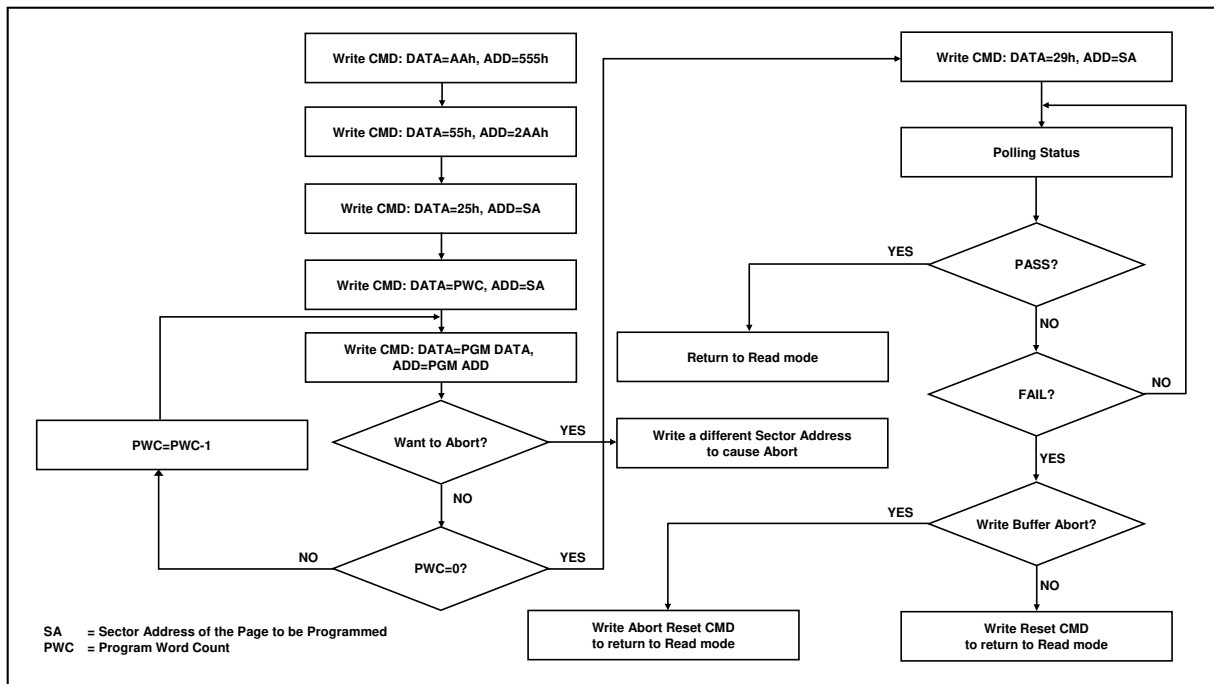 Write CMD: DATA=AAh, ADD=555h
Write CMD: DATA=55h, ADD=2AAh
Write CMD: DATA=25h, ADD=SA
Write CMD: DATA=PWC, ADD=SA
Write CMD: DATA=PGM DATA,
ADD=PGM ADD
Want to Abort?
YES
Write a different Sector Address
to cause Abort
NO
PWC=0?
NO
PWC=PWC-1
YES
Write CMD: DATA=29h, ADD=SA
Polling Status
PASS?
YES
Return to Read mode
NO
FAIL?
NO
YES
Write Buffer Abort?
YES
Write Abort Reset CMD
to return to Read mode
NO
Write Reset CMD
to return to Read mode
SA = Sector Address of the Page to be Programmed
PWC = Program Word Count